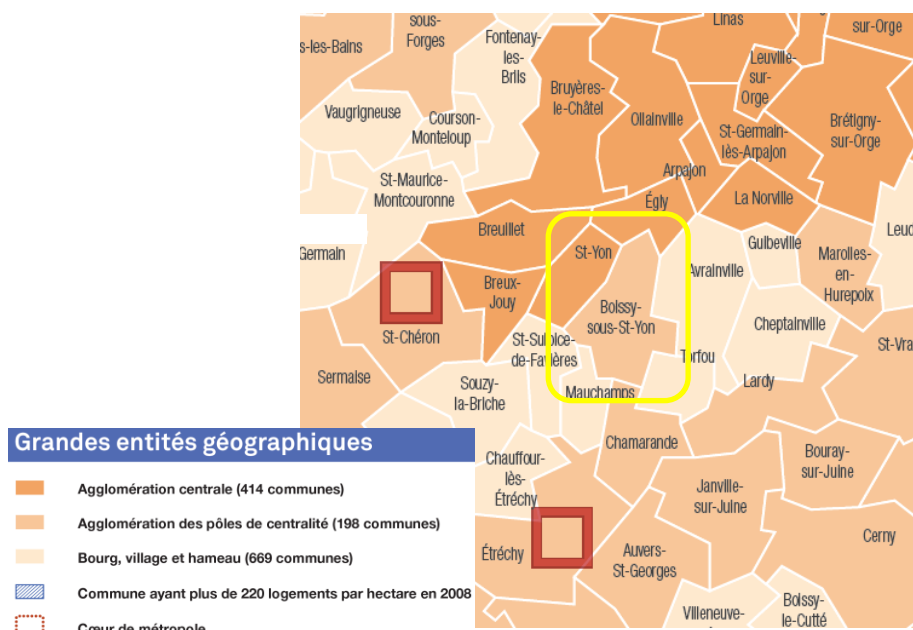 sous-
Forges
s-les-Bains
Fontenay-
les-
Briis
Linas
sur-Orge
Leuville-
sur-
Orge
Bruyères-
le-Châtel
Ollainville
Vaugrigneuse
Courson-
Monteloup
St-Germain-
lès-Arpajon
Brétigny-
sur-Orge
Arpajon
St-Maurice-
Montcouronne
La Norville
Égly
Breuillet
Leud
Guibeville
St-Yon
Germain
Avrainville
Marolles-
en-
Hurepoix
Breux-
Jouy
Boissy-
sous-St-Yon
Cheptainville
St-Chéron
St-Sulpice-
de-Favières
St-Vra
Torfou
Sermaise
Lardy
Souzy-
la-Briche
Mauchamps
Chamarande
Bouray-
sur-Juine
Chauffour-
lès-
Étréchy
Janville-
sur-Juine
Cerny
Étréchy
Auvers-
St-Georges
Villeneuve-
Boissy-
le-Cutté
Grandes entités géographiques
Agglomération centrale (414 communes)
Agglomération des pôles de centralité (198 communes)
Bourg, village et hameau (669 communes)
Commune ayant plus de 220 logements par hectare en 2008
Cœur de métropole